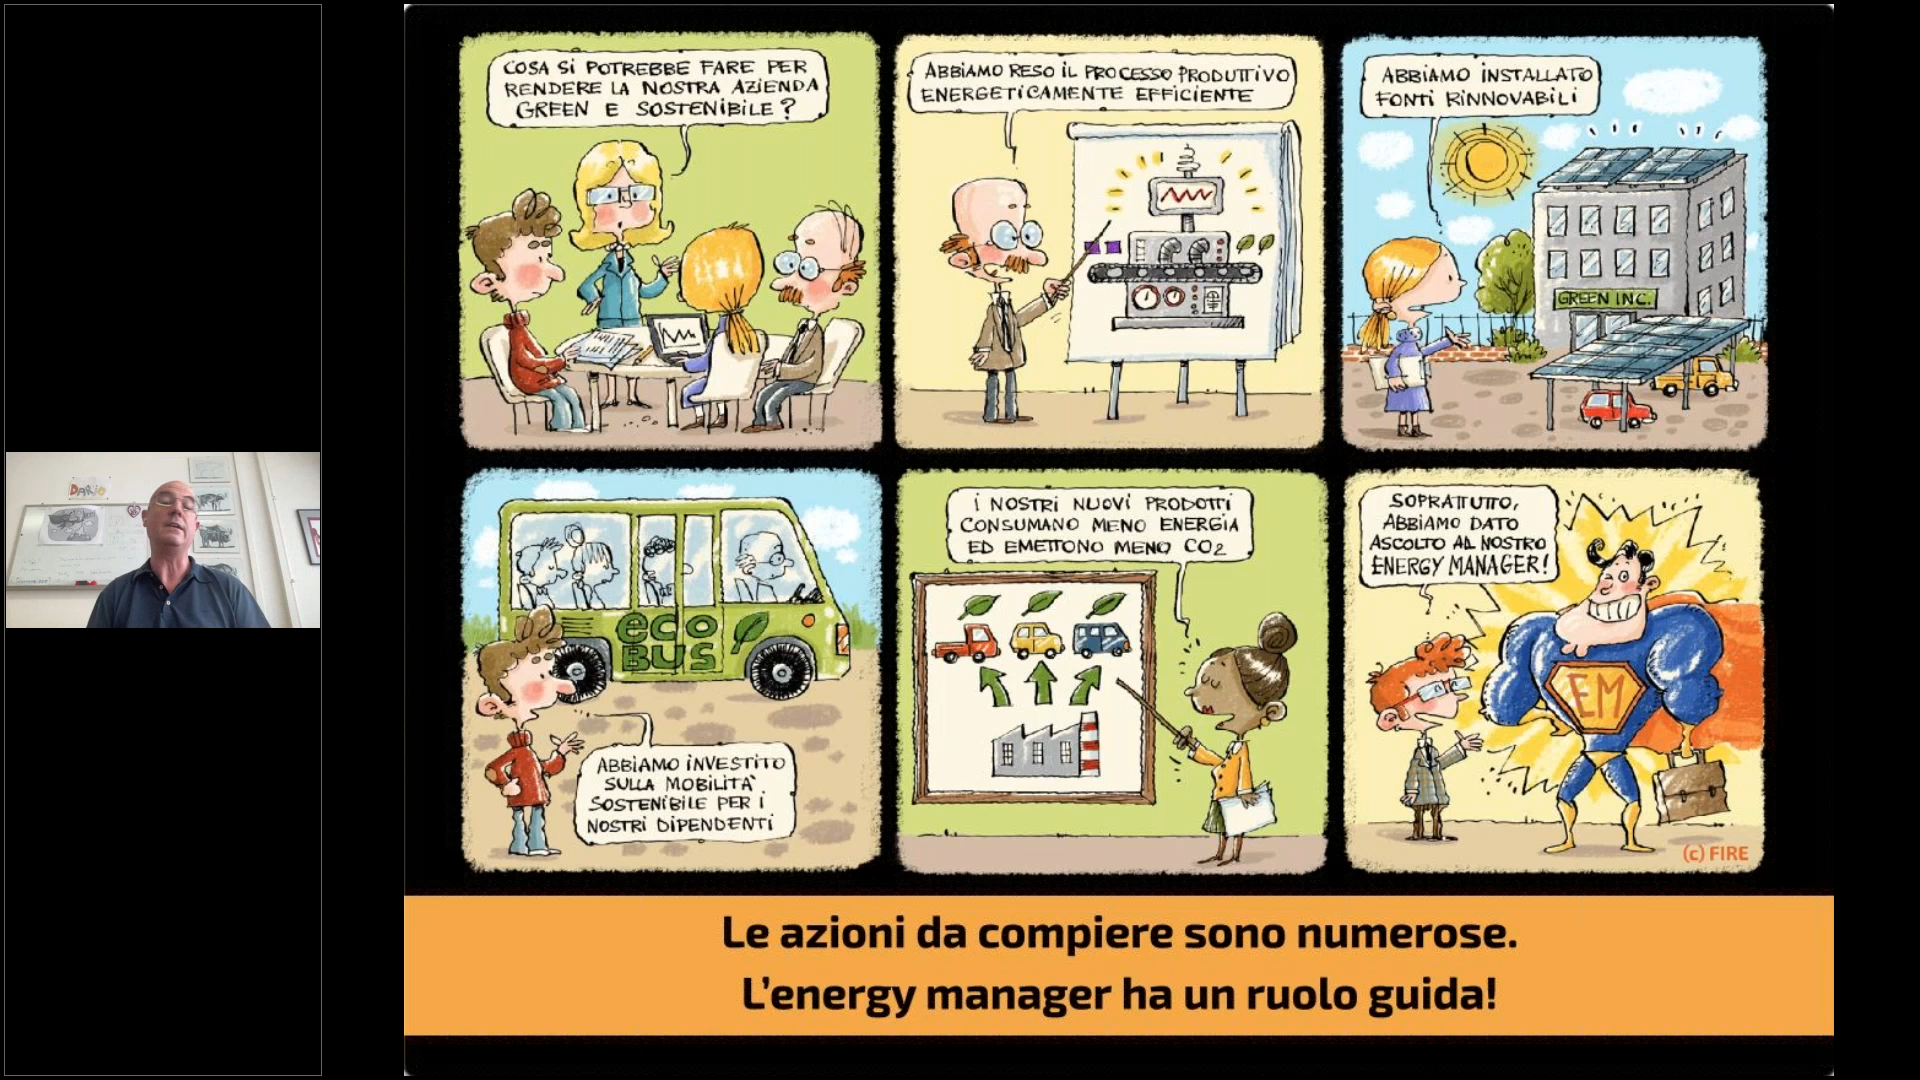 COSA SI POTREBBE FARE PER
RENDERE LA NOSTRA AZIENDA
GREEN E SOSTENIBILE?
ABBIAMO RESO IL PROCESSO PRODUTTIVO
ENERGETICAMENTE EFFICIENTE
ABBIAMO INSTALLATO
FONTI RINNOVABILI
GREEN INC.
DARIO
eco
BUS
ABBIAMO INVESTITO
SULLA MOBILITÀ
SOSTENIBILE PER I
NOSTRI DIPENDENTI
I NOSTRI NUOVI PRODOTTI
CONSUMANO MENO ENERGIA
ED EMETTONO MENO CO2
SOPRATTUTTO,
ABBIAMO DATO
ASCOLTO AL NOSTRO
ENERGY MANAGER!
EM
(c) FIRE
Le azioni da compiere sono numerose.
L'energy manager ha un ruolo guida!